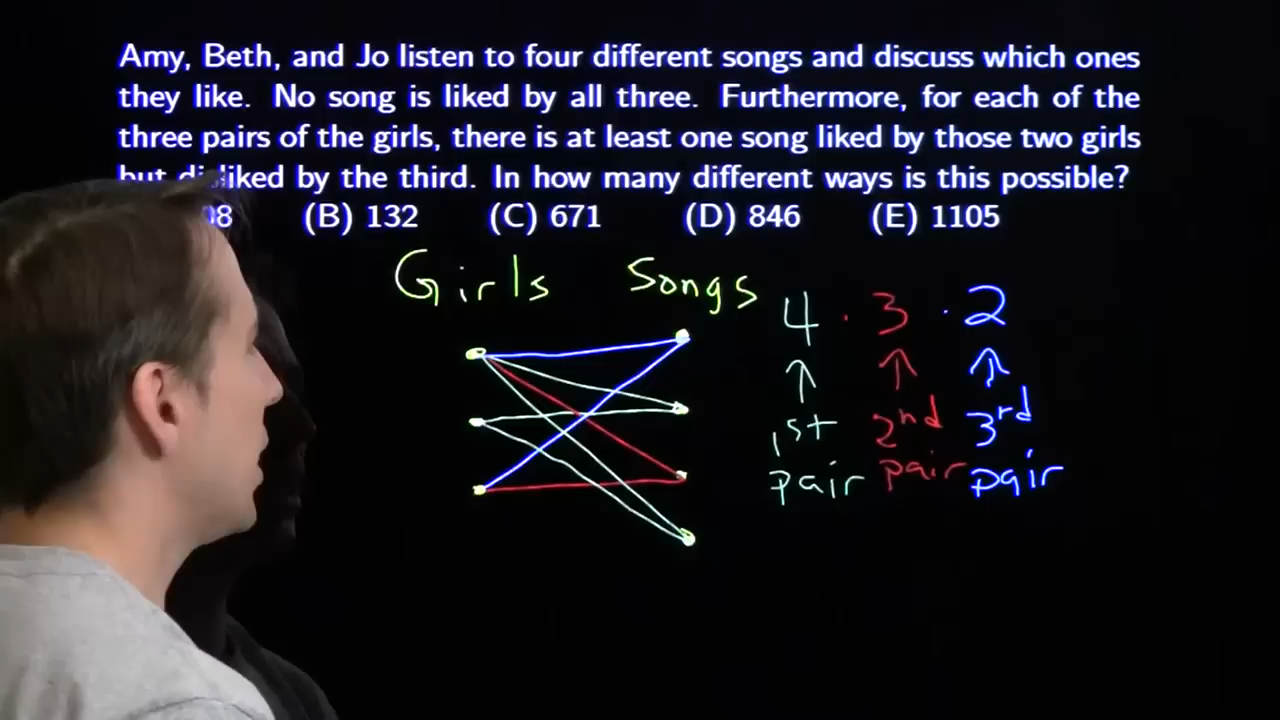 Amy, Beth, and Jo listen to four different songs and discuss which ones
they like. No song is liked by all three. Furthermore, for each of the
three pairs of the girls, there is at least one song liked by those two girls
by the third. In how many different ways is this possible?
(B) 132 (C) 671 (D) 846 (E) 1105
Girls Songs
4 · 3 · 2
↑ ↑ ↑
1st 2nd 3rd
pair pair pair